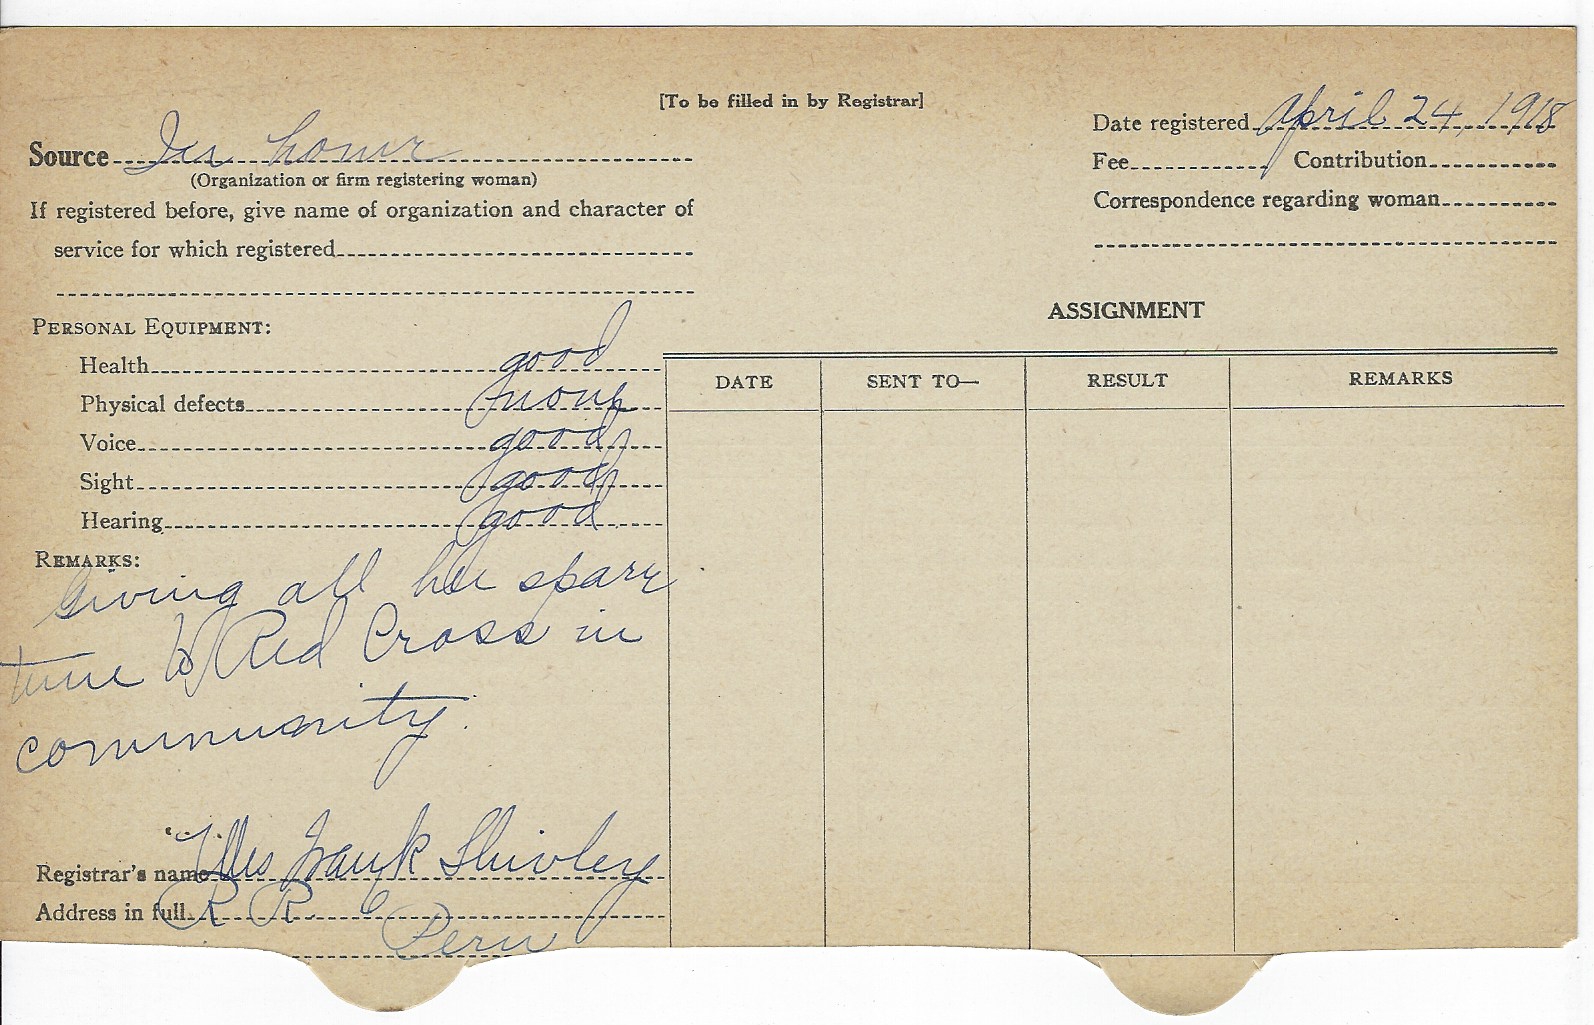 [To be filled in by Registrar]
Date registered April 24, 1918
Source home
(Organization or firm registering woman)
Fee Contribution
If registered before, give name of organization and character of
service for which registered
Correspondence regarding woman
ASSIGNMENT
PERSONAL EQUIPMENT:
Health good
Physical defects none
Voice good
Sight good
Hearing good
DATE SENT TO— RESULT REMARKS
REMARKS:
Giving all her spare
time to Red Cross in
community.
Registrar's name Mrs Frank Shivley
Address in full R R 6
Peru